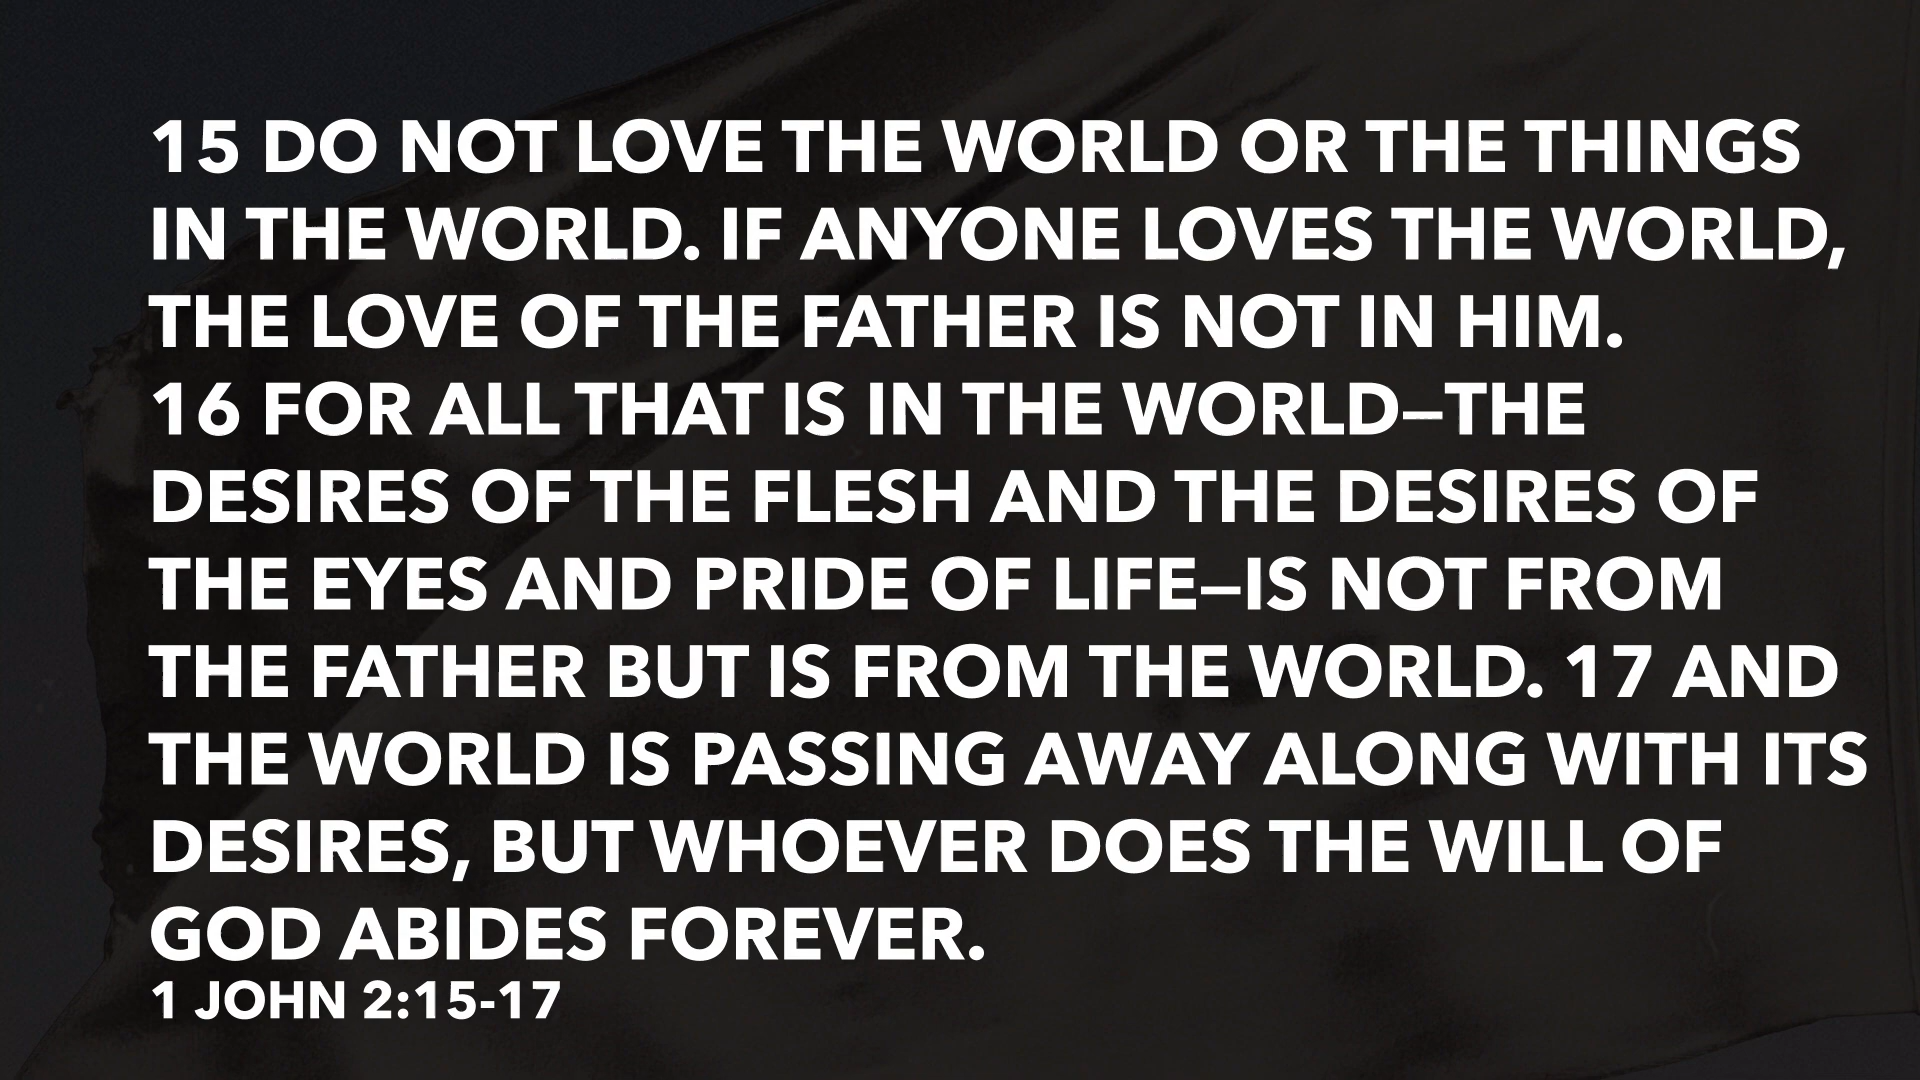 15 DO NOT LOVE THE WORLD OR THE THINGS
IN THE WORLD. IF ANYONE LOVES THE WORLD,
THE LOVE OF THE FATHER IS NOT IN HIM.
16 FOR ALL THAT IS IN THE WORLD—THE
DESIRES OF THE FLESH AND THE DESIRES OF
THE EYES AND PRIDE OF LIFE—IS NOT FROM
THE FATHER BUT IS FROM THE WORLD. 17 AND
THE WORLD IS PASSING AWAY ALONG WITH ITS
DESIRES, BUT WHOEVER DOES THE WILL OF
GOD ABIDES FOREVER.
1 JOHN 2:15-17